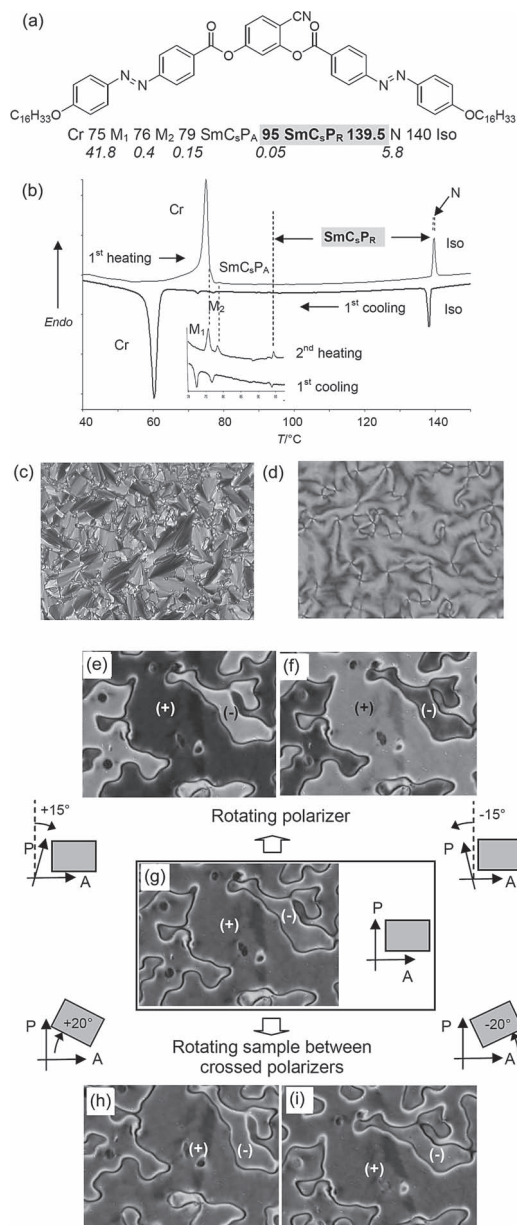 (a)
O CN O
O O
N=N N=N
C16H33O OC16H33
Cr 75 M1 76 M2 79 SmCsPA 95 SmCsPR 139.5 N 140 Iso
41.8 0.4 0.15 0.05 5.8
(b)
Cr
N
SmCsPR
1st heating
SmCsPA
Iso
M2
1st cooling
Iso
Endo
Cr
M1
2nd heating
1st cooling
40 60 80 100 120 140
T/°C
(c) (d)
(e) (f)
(+) (-) (+) (-)
+15° Rotating polarizer -15°
P A P A
(g)
(+) (-)
P
A
P +20° A
P -20° A
Rotating sample between
crossed polarizers
(h) (i)
(+) (-) (+) (-)